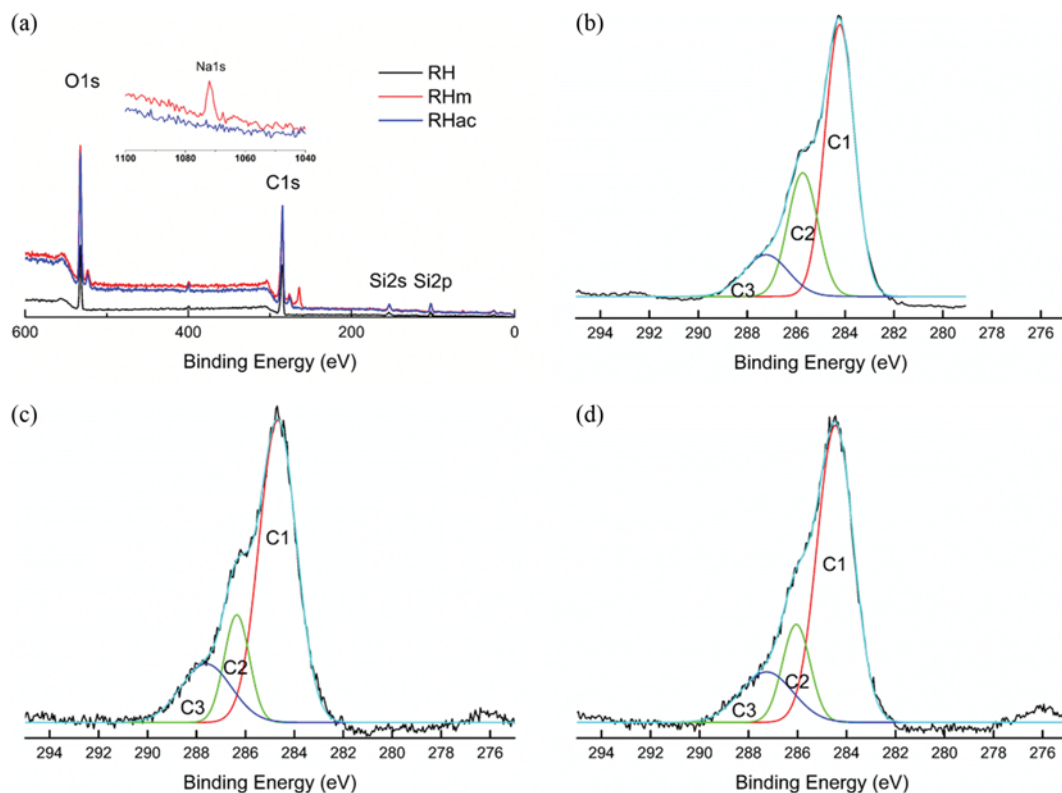 (a)
Na1s
O1s
RH
RHm
RHac
1100 1080 1060 1040
C1s
Si2s Si2p
600 400 200 0
Binding Energy (eV)
(b)
C1
C2
C3
294 292 290 288 286 284 282 280 278 276
Binding Energy (eV)
(c)
C1
C2
C3
294 292 290 288 286 284 282 280 278 276
Binding Energy (eV)
(d)
C1
C2
C3
294 292 290 288 286 284 282 280 278 276
Binding Energy (eV)